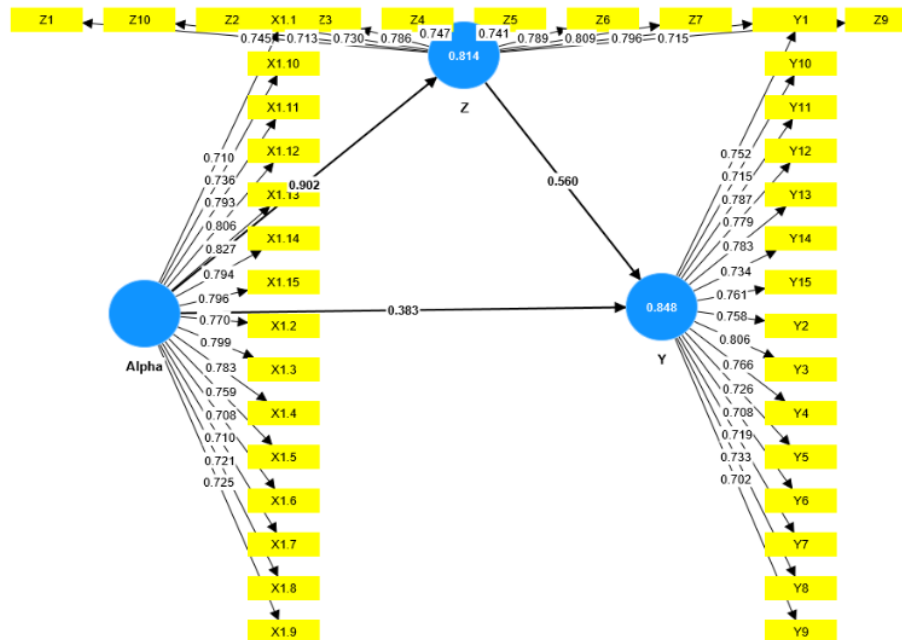 Z1 Z10 Z2 X1.1 Z3 Z4 Z5 Z6 Z7 Y1 Z9
0.745 0.713 0.730 0.786 0.747 0.741 0.789 0.809 0.796 0.715
0.814
Z
X1.10
X1.11
X1.12
X1.13
X1.14
X1.15
X1.2
X1.3
X1.4
X1.5
X1.6
X1.7
X1.8
X1.9
0.710
0.736
0.793
0.806
0.827
0.794
0.796
0.770
0.799
0.783
0.759
0.708
0.710
0.721
0.725
Alpha
0.902
0.560
0.383
0.848
Y
0.752
0.715
0.787
0.779
0.783
0.734
0.761
0.758
0.806
0.766
0.726
0.708
0.719
0.733
0.702
Y10
Y11
Y12
Y13
Y14
Y15
Y2
Y3
Y4
Y5
Y6
Y7
Y8
Y9